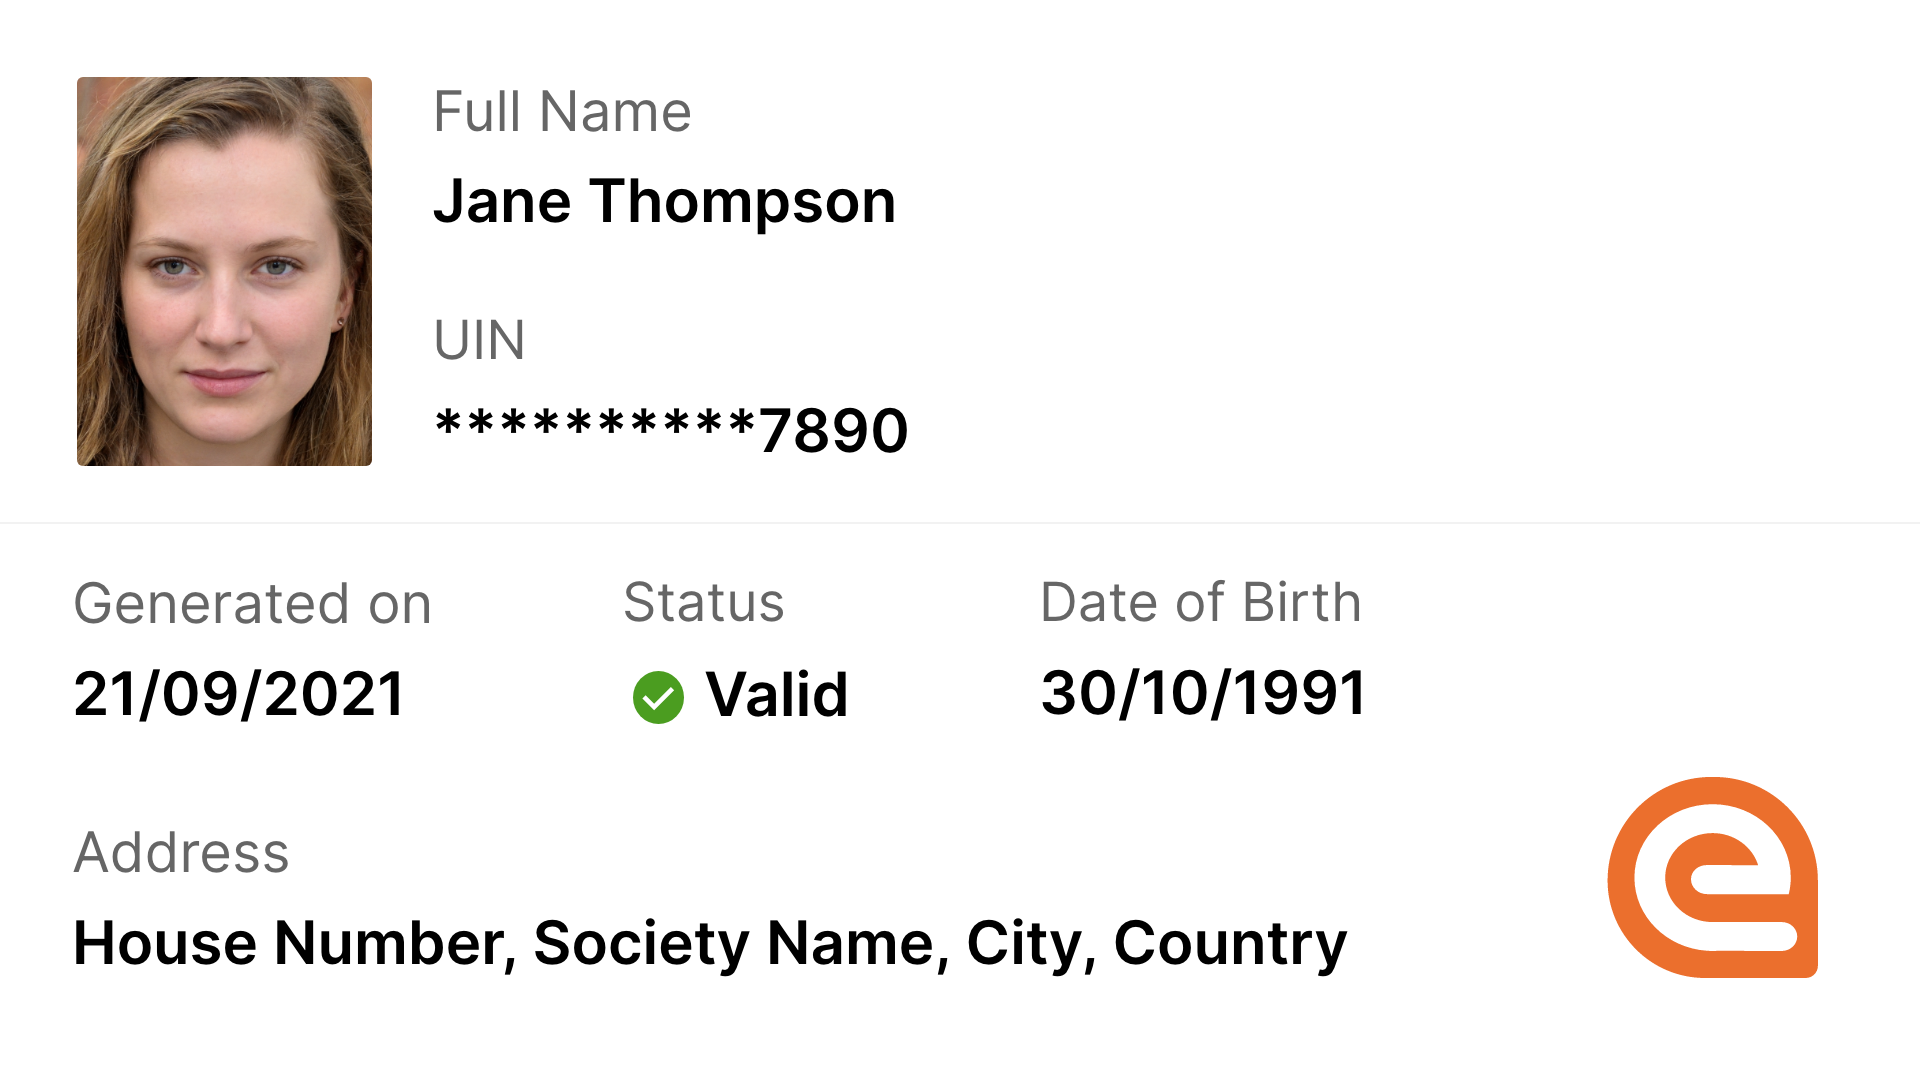 Full Name
Jane Thompson
UIN
**********7890
Generated on
Status
Date of Birth
21/09/2021
Valid
30/10/1991
Address
House Number, Society Name, City, Country